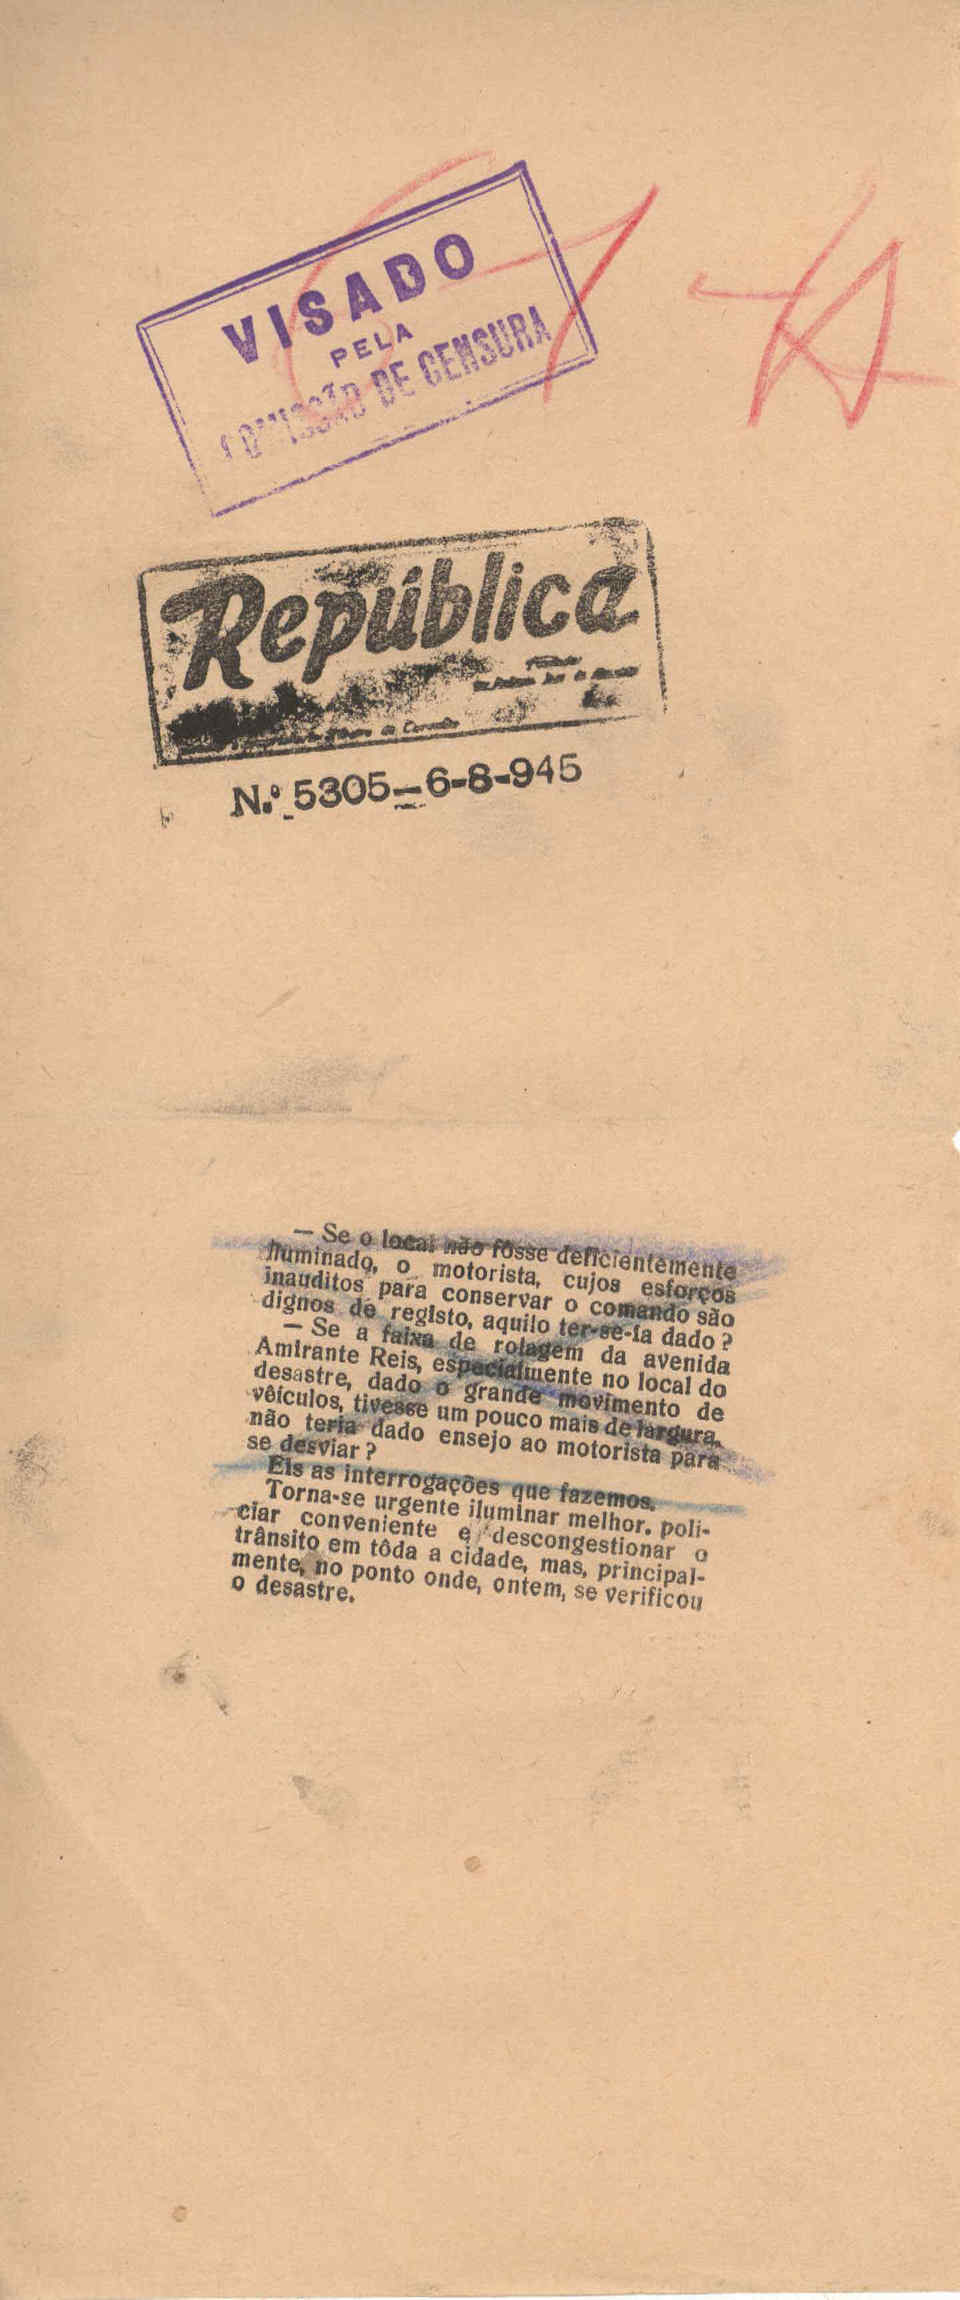 VISADO
PELA
COMISSÃO DE CENSURA
República
N.º 5305-6-8-945
— Se o local não fôsse deficientemente
iluminado, o motorista, cujos esforços
inauditos para conservar o comando são
dignos de registo, aquilo ter-se-ia dado?
— Se a faixa de rolagem da avenida
Amirante Reis, especialmente no local do
desastre, dado o grande movimento de
vêículos, tivesse um pouco mais de largura,
não teria dado ensejo ao motorista para
se desviar?
Eis as interrogações que fazemos.
Torna-se urgente iluminar melhor. poli-
ciar conveniente e descongestionar o
trânsito em tôda a cidade, mas, principal-
mente, no ponto onde, ontem, se verificou
o desastre.